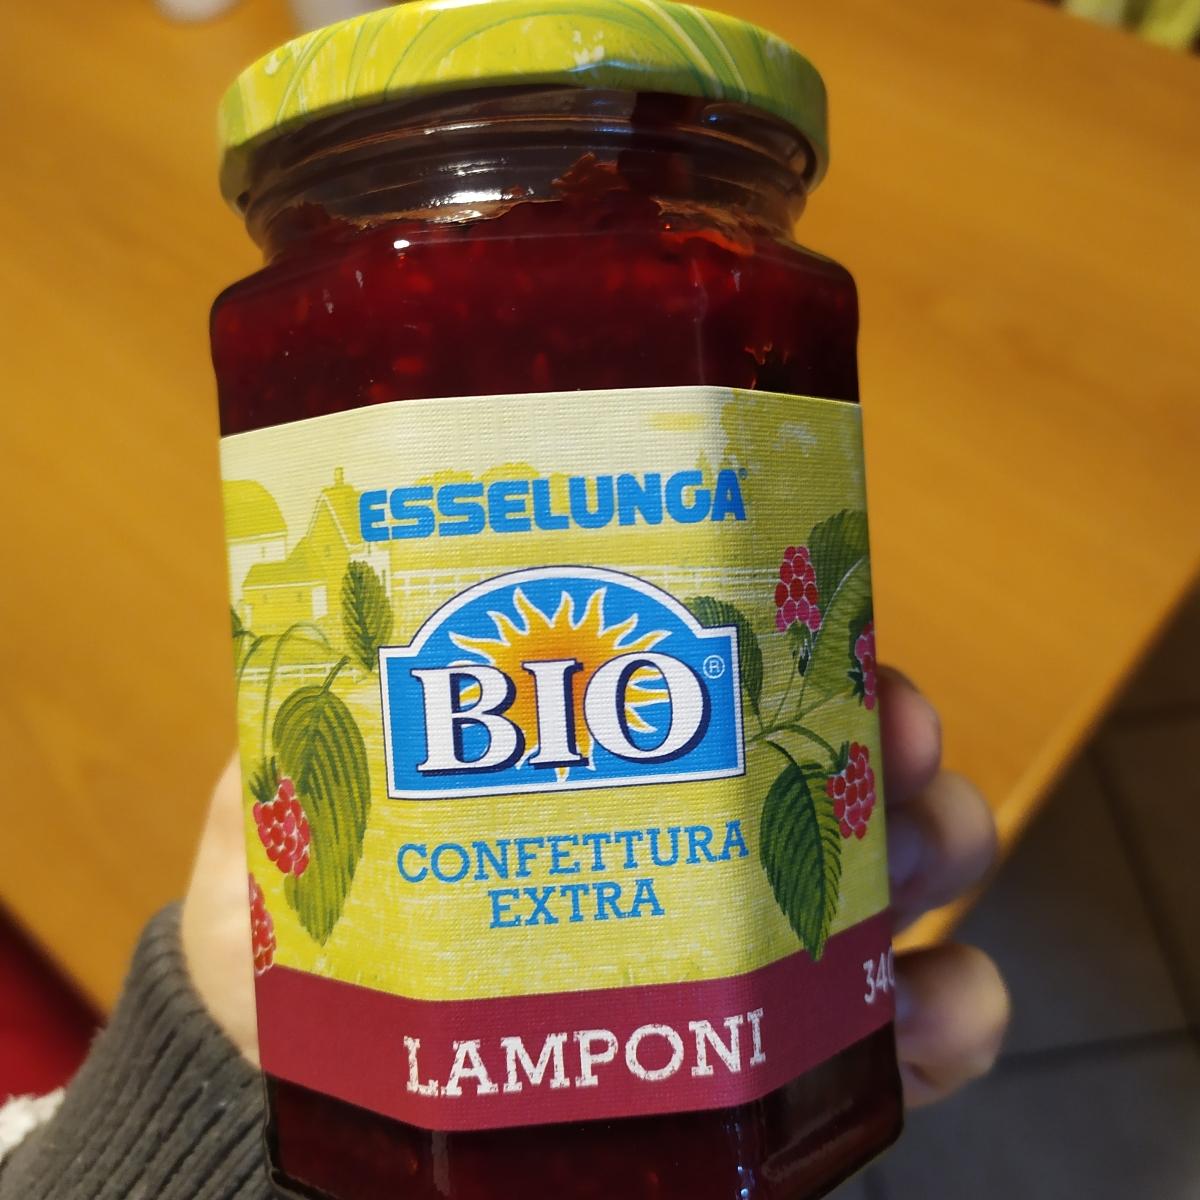 ESSELUNGA
BIO®
CONFETTURA
EXTRA
LAMPONI